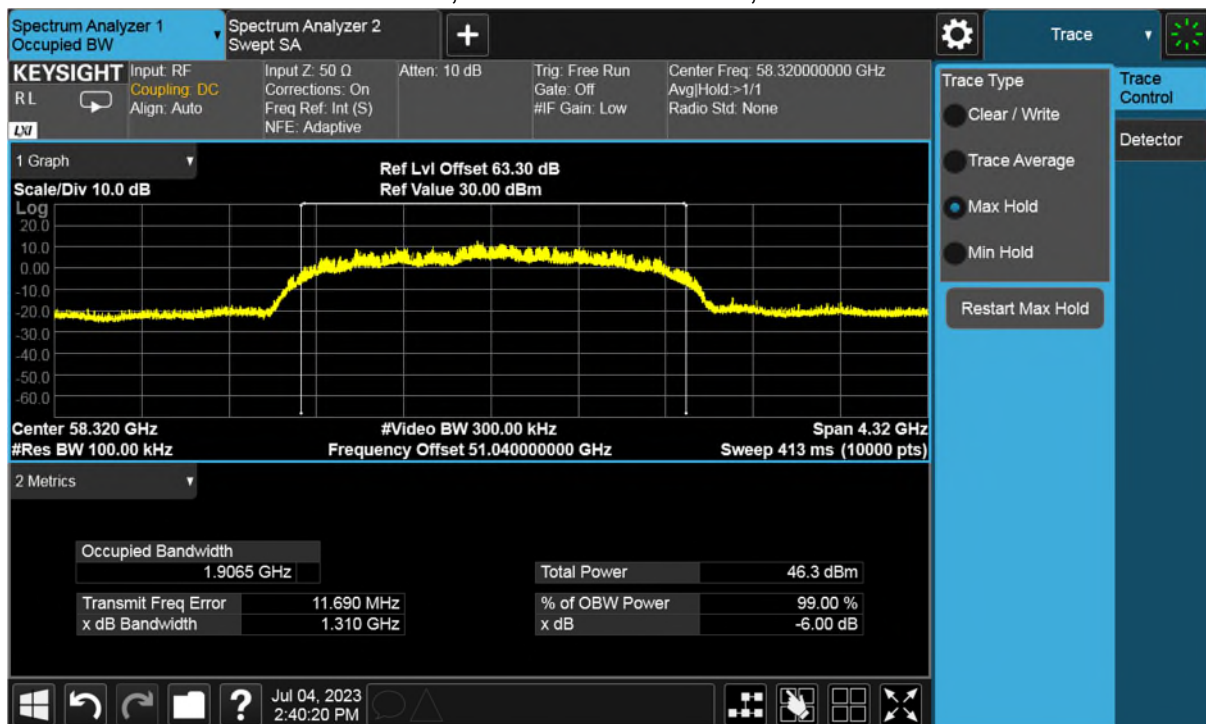 Spectrum Analyzer 1
Occupied BW
Spectrum Analyzer 2
Swept SA
Trace
KEYSIGHT
RL
LXI
Input: RF
Coupling: DC
Align: Auto
Input Z: 50 Ω
Corrections: On
Freq Ref: Int (S)
NFE: Adaptive
Atten: 10 dB
Trig: Free Run
Gate: Off
#IF Gain: Low
Center Freq: 58.320000000 GHz
Avg|Hold:>1/1
Radio Std: None
Trace Type
Clear / Write
Trace Average
Max Hold
Min Hold
Restart Max Hold
Trace
Control
Detector
1 Graph
Scale/Div 10.0 dB
Ref Lvl Offset 63.30 dB
Ref Value 30.00 dBm
Log
20.0
10.0
0.00
-10.0
-20.0
-30.0
-40.0
-50.0
-60.0
Center 58.320 GHz
#Video BW 300.00 kHz
Span 4.32 GHz
#Res BW 100.00 kHz
Frequency Offset 51.040000000 GHz
Sweep 413 ms (10000 pts)
2 Metrics
Occupied Bandwidth
1.9065 GHz
Total Power 46.3 dBm
Transmit Freq Error 11.690 MHz
% of OBW Power 99.00 %
x dB Bandwidth 1.310 GHz
x dB -6.00 dB
?
Jul 04, 2023
2:40:20 PM